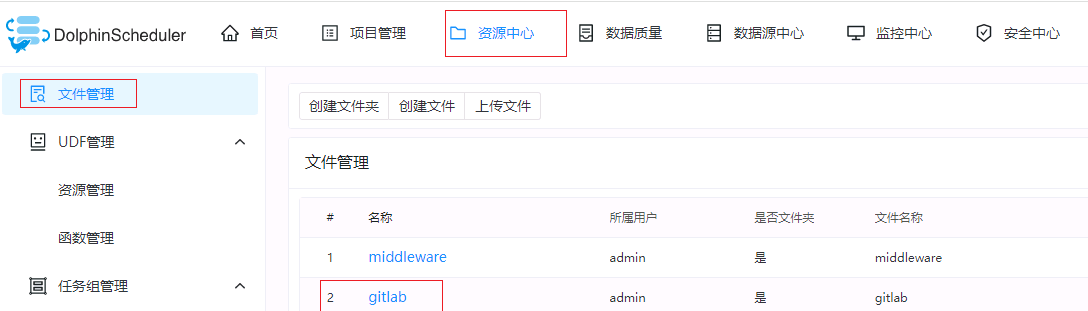 DolphinScheduler 首页 项目管理 资源中心 数据质量 数据源中心 监控中心 安全中心
文件管理
UDF管理
资源管理
函数管理
任务组管理
创建文件夹 创建文件 上传文件
文件管理
# 名称 所属用户 是否文件夹 文件名称
1 middleware admin 是 middleware
2 gitlab admin 是 gitlab